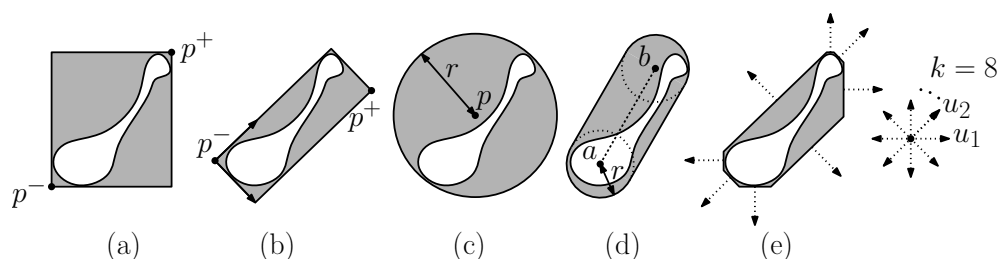 p⁺
p⁻
(a)
p⁻
p⁺
(b)
r
p
(c)
b
a
r
(d)
(e)
k = 8
u₂
u₁